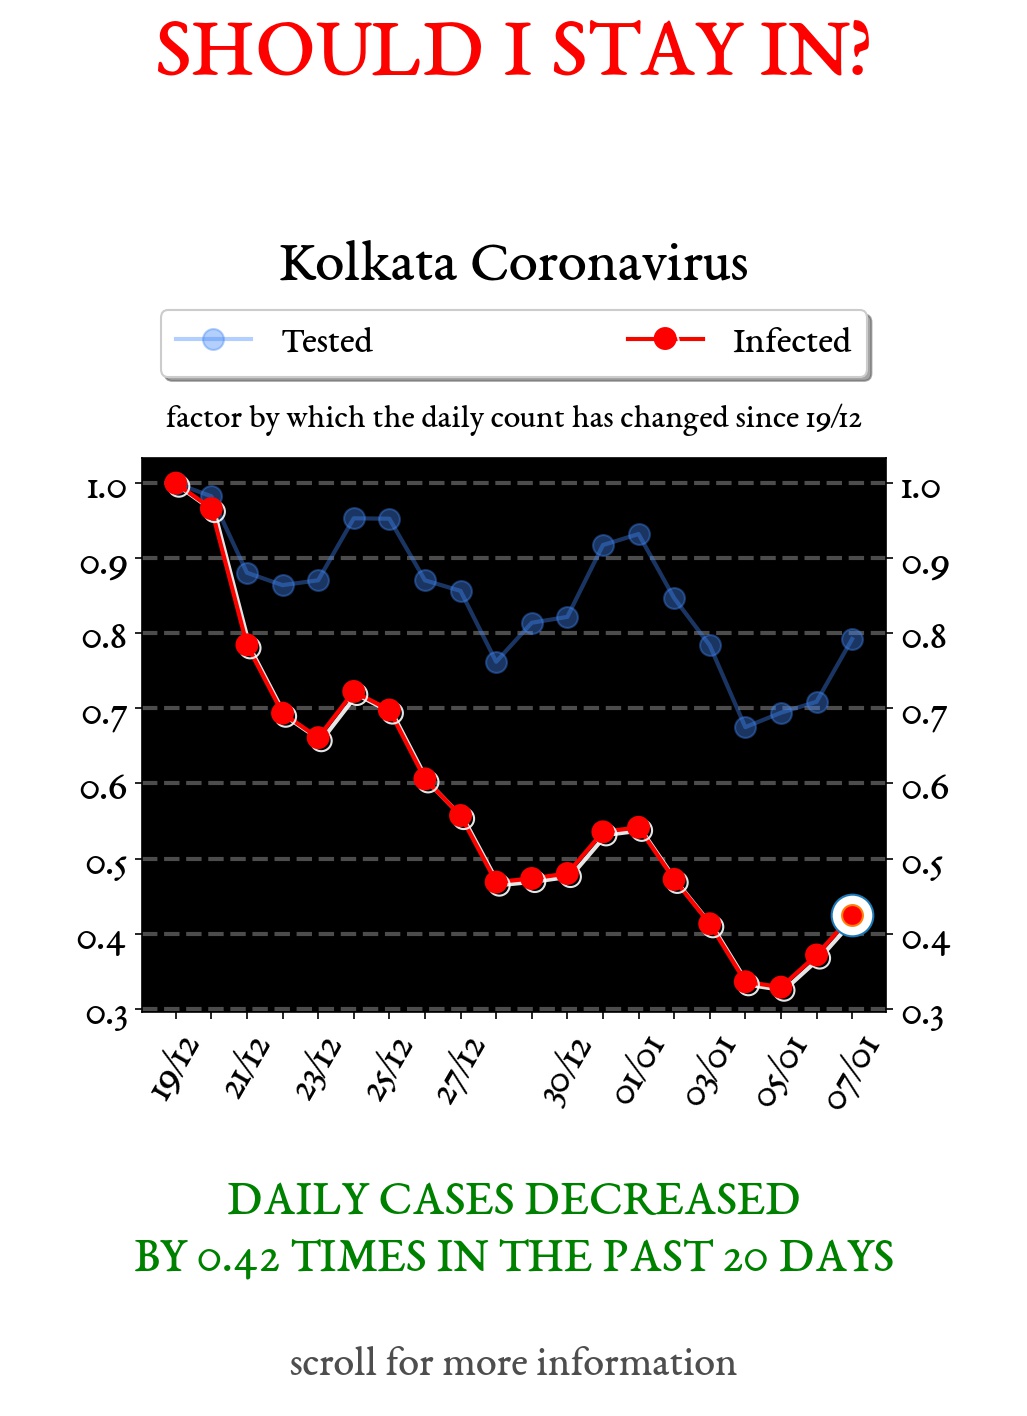 SHOULD I STAY IN?
Kolkata Coronavirus
Tested Infected
factor by which the daily count has changed since 19/12
1.0 1.0
0.9 0.9
0.8 0.8
0.7 0.7
0.6 0.6
0.5 0.5
0.4 0.4
0.3 0.3
19/12 21/12 23/12 25/12 27/12 30/12 01/01 03/01 05/01 07/01
DAILY CASES DECREASED
BY 0.42 TIMES IN THE PAST 20 DAYS
scroll for more information